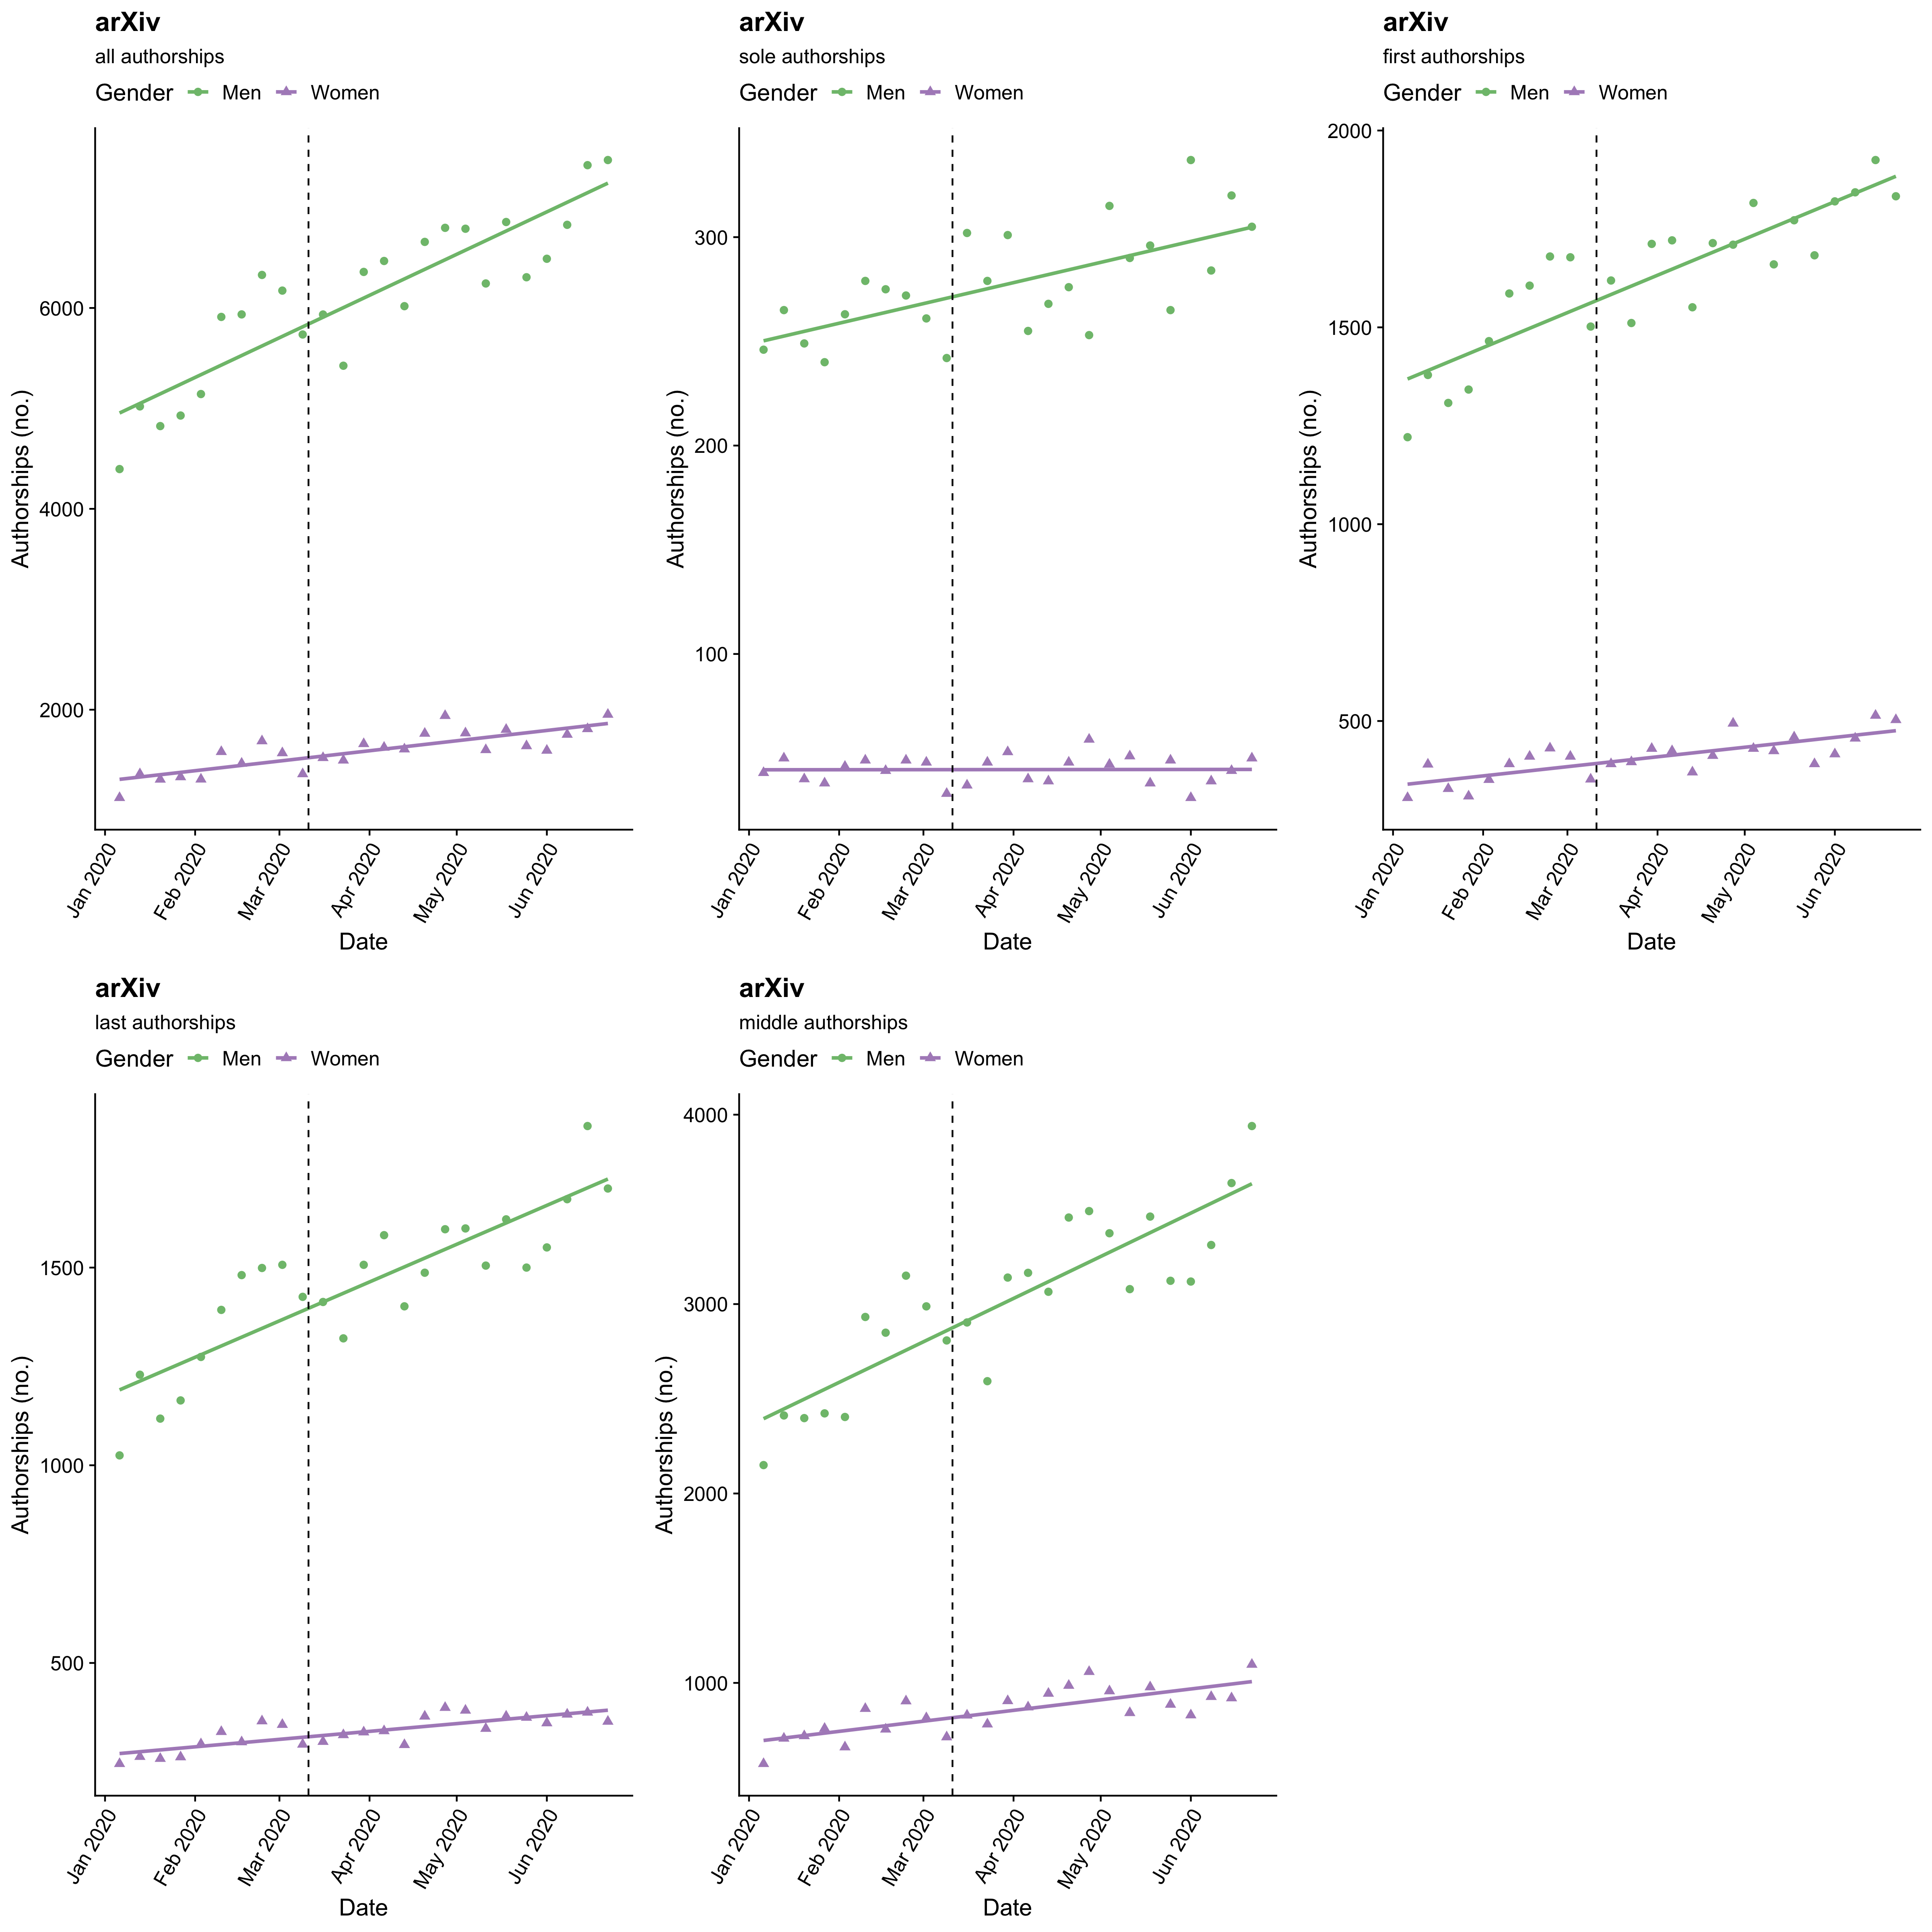 arXiv
all authorships
Gender Men Women
Authorships (no.)
6000
4000
2000
Jan 2020
Feb 2020
Mar 2020
Apr 2020
May 2020
Jun 2020
Date
arXiv
sole authorships
Gender Men Women
Authorships (no.)
300
200
100
Jan 2020
Feb 2020
Mar 2020
Apr 2020
May 2020
Jun 2020
Date
arXiv
first authorships
Gender Men Women
Authorships (no.)
2000
1500
1000
500
Jan 2020
Feb 2020
Mar 2020
Apr 2020
May 2020
Jun 2020
Date
arXiv
last authorships
Gender Men Women
Authorships (no.)
1500
1000
500
Jan 2020
Feb 2020
Mar 2020
Apr 2020
May 2020
Jun 2020
Date
arXiv
middle authorships
Gender Men Women
Authorships (no.)
4000
3000
2000
1000
Jan 2020
Feb 2020
Mar 2020
Apr 2020
May 2020
Jun 2020
Date